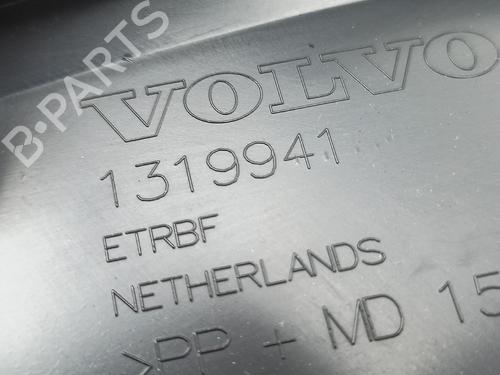 B-PARTS
VOLVO
1319941
ETRBF
NETHERLANDS
>PP + MD 15